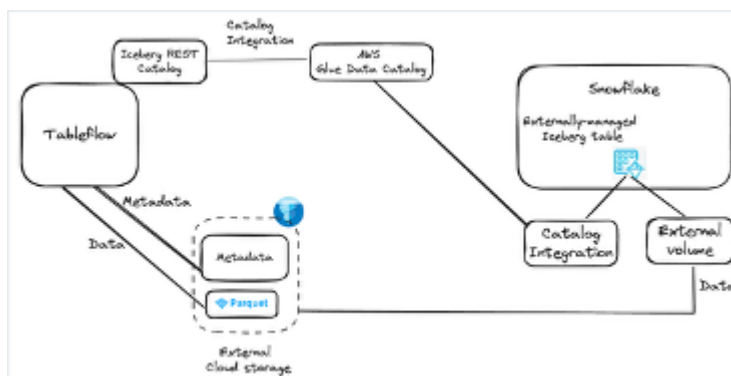 Catalog
Integration
Iceberg REST
Catalog
AWS
Glue Data Catalog
Snowflake
Externally-managed
Iceberg table
Tableflow
Metadata
Data
Metadata
Parquet
External
Cloud storage
Catalog
Integration
External
volume
Data